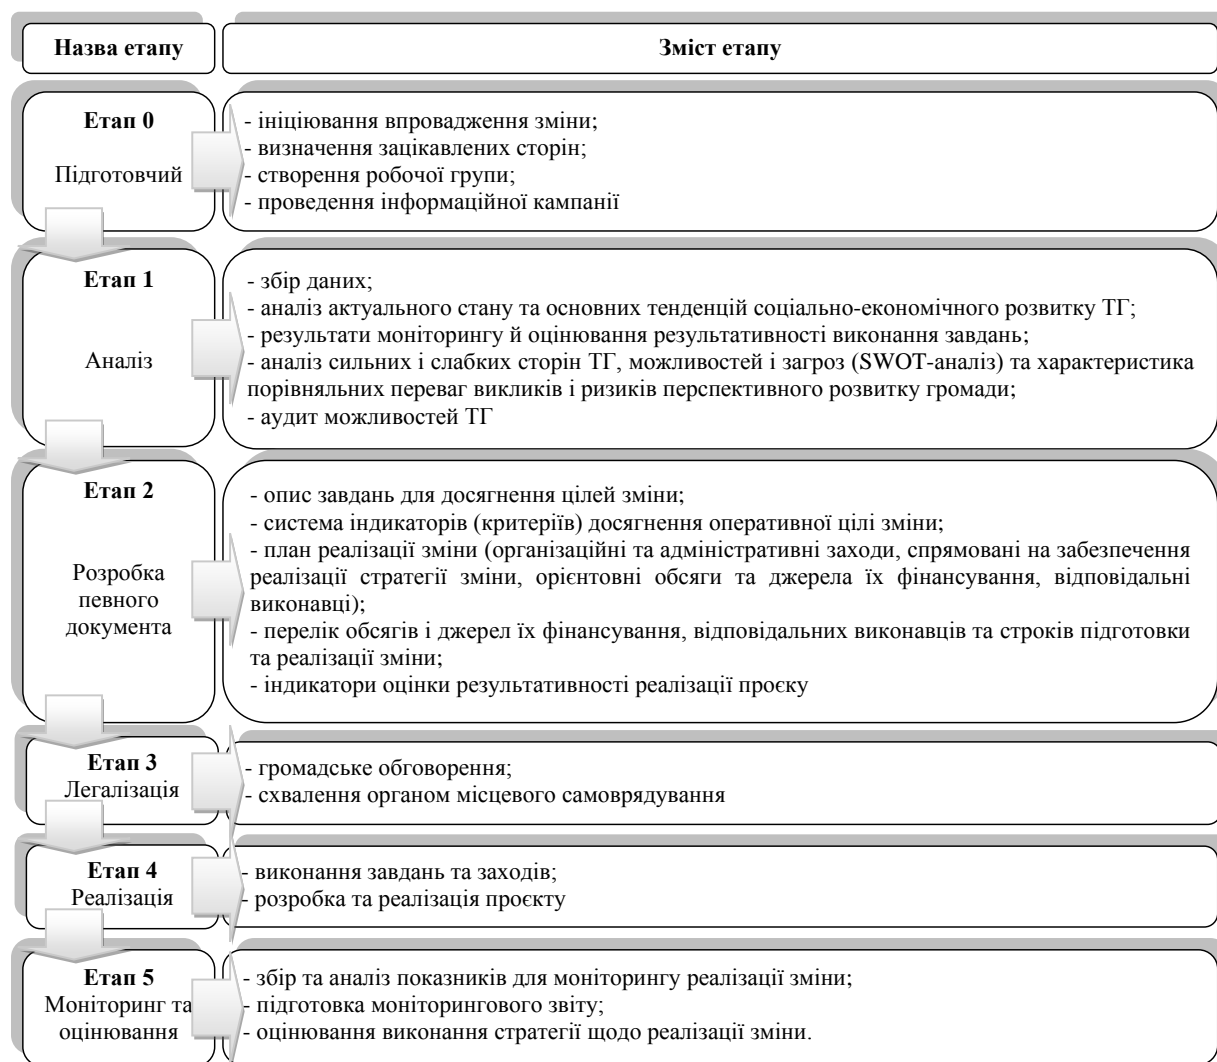 Назва етапу
Зміст етапу
Етап 0
Підготовчий
- ініціювання впровадження зміни;
- визначення зацікавлених сторін;
- створення робочої групи;
- проведення інформаційної кампанії
Етап 1
Аналіз
- збір даних;
- аналіз актуального стану та основних тенденцій соціально-економічного розвитку ТГ;
- результати моніторингу й оцінювання результативності виконання завдань;
- аналіз сильних і слабких сторін ТГ, можливостей і загроз (SWOT-аналіз) та характеристика
порівняльних переваг викликів і ризиків перспективного розвитку громади;
- аудит можливостей ТГ
Етап 2
Розробка
певного
документа
- опис завдань для досягнення цілей зміни;
- система індикаторів (критеріїв) досягнення оперативної цілі зміни;
- план реалізації зміни (організаційні та адміністративні заходи, спрямовані на забезпечення
реалізації стратегії зміни, орієнтовні обсяги та джерела їх фінансування, відповідальні
виконавці);
- перелік обсягів і джерел їх фінансування, відповідальних виконавців та строків підготовки
та реалізації зміни;
- індикатори оцінки результативності реалізації проєку
Етап 3
Легалізація
- громадське обговорення;
- схвалення органом місцевого самоврядування
Етап 4
Реалізація
- виконання завдань та заходів;
- розробка та реалізація проєкту
Етап 5
Моніторинг та
оцінювання
- збір та аналіз показників для моніторингу реалізації зміни;
- підготовка моніторингового звіту;
- оцінювання виконання стратегії щодо реалізації зміни.